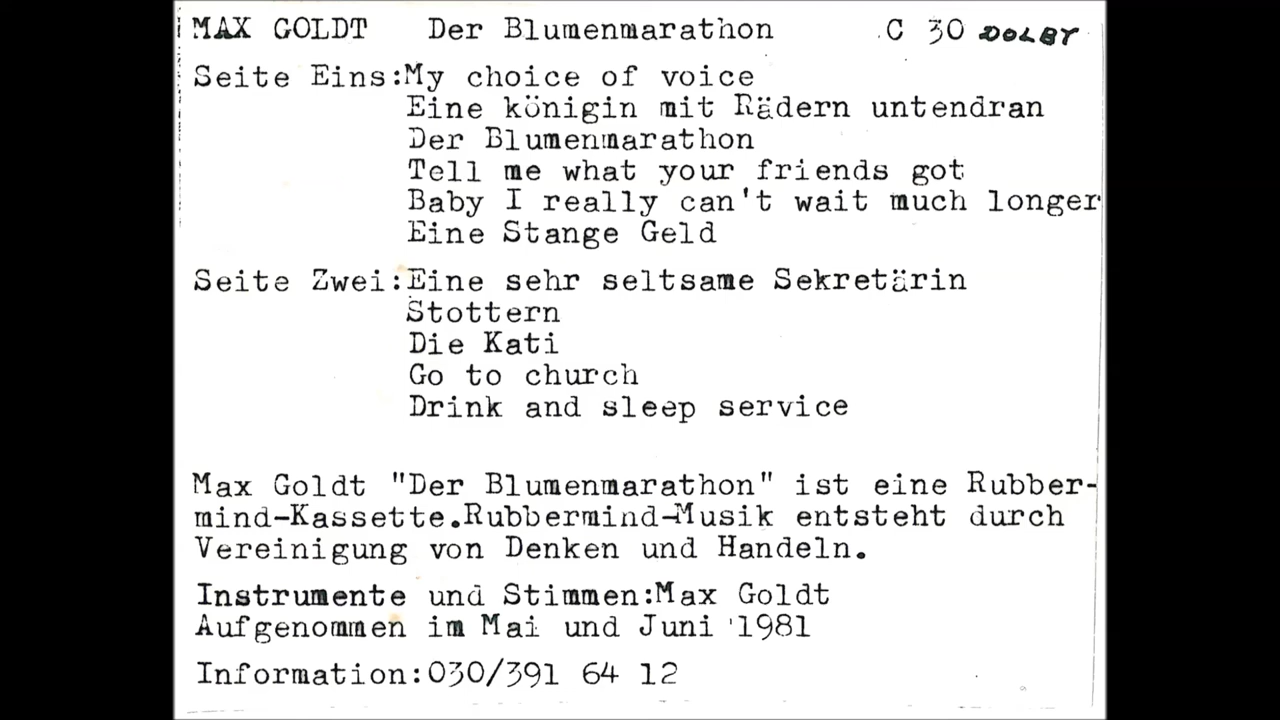 MAX GOLDT Der Blumenmarathon C 30 DOLBY
Seite Eins:My choice of voice
Eine königin mit Rädern untendran
Der Blumenmarathon
Tell me what your friends got
Baby I really can't wait much longer
Eine Stange Geld
Seite Zwei:Eine sehr seltsame Sekretärin
Stottern
Die Kati
Go to church
Drink and sleep service
Max Goldt "Der Blumenmarathon" ist eine Rubber-
mind-Kassette.Rubbermind-Musik entsteht durch
Vereinigung von Denken und Handeln.
Instrumente und Stimmen:Max Goldt
Aufgenommen im Mai und Juni 1981
Information:030/391 64 12